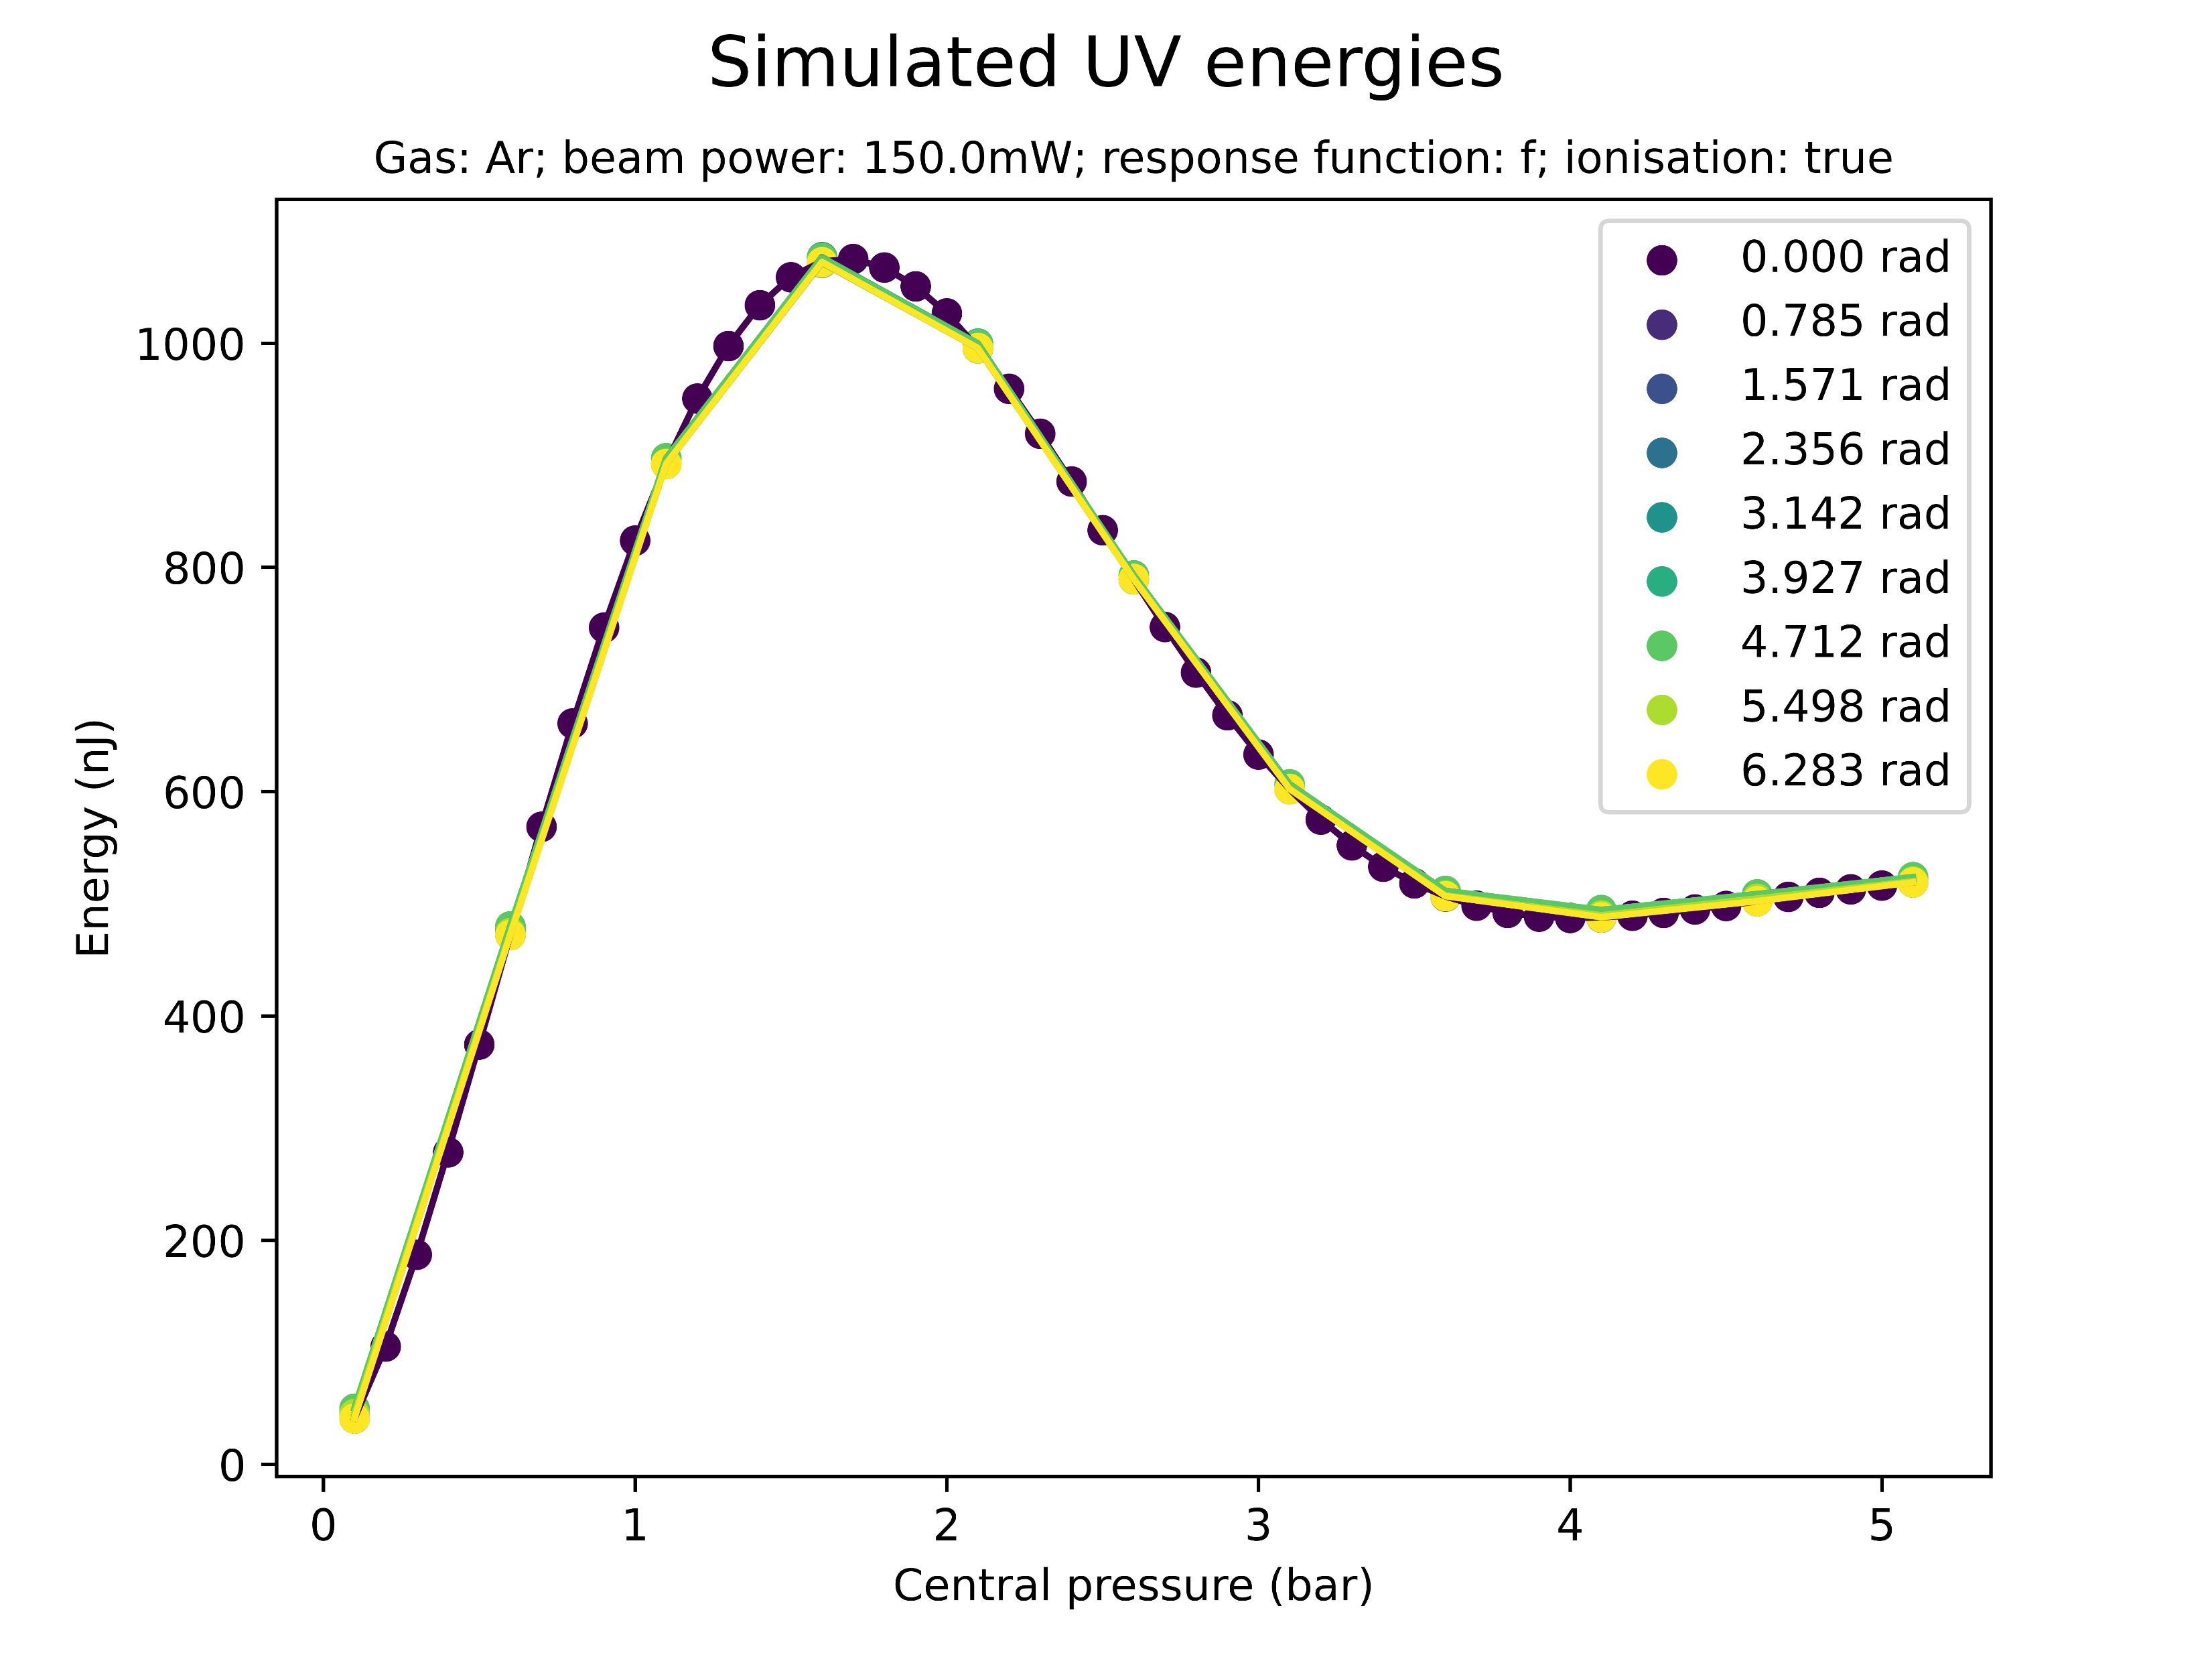 Simulated UV energies
Gas: Ar; beam power: 150.0mW; response function: f; ionisation: true
0.000 rad
0.785 rad
1.571 rad
2.356 rad
3.142 rad
3.927 rad
4.712 rad
5.498 rad
6.283 rad
Energy (nJ)
1000
800
600
400
200
0
0 1 2 3 4 5
Central pressure (bar)